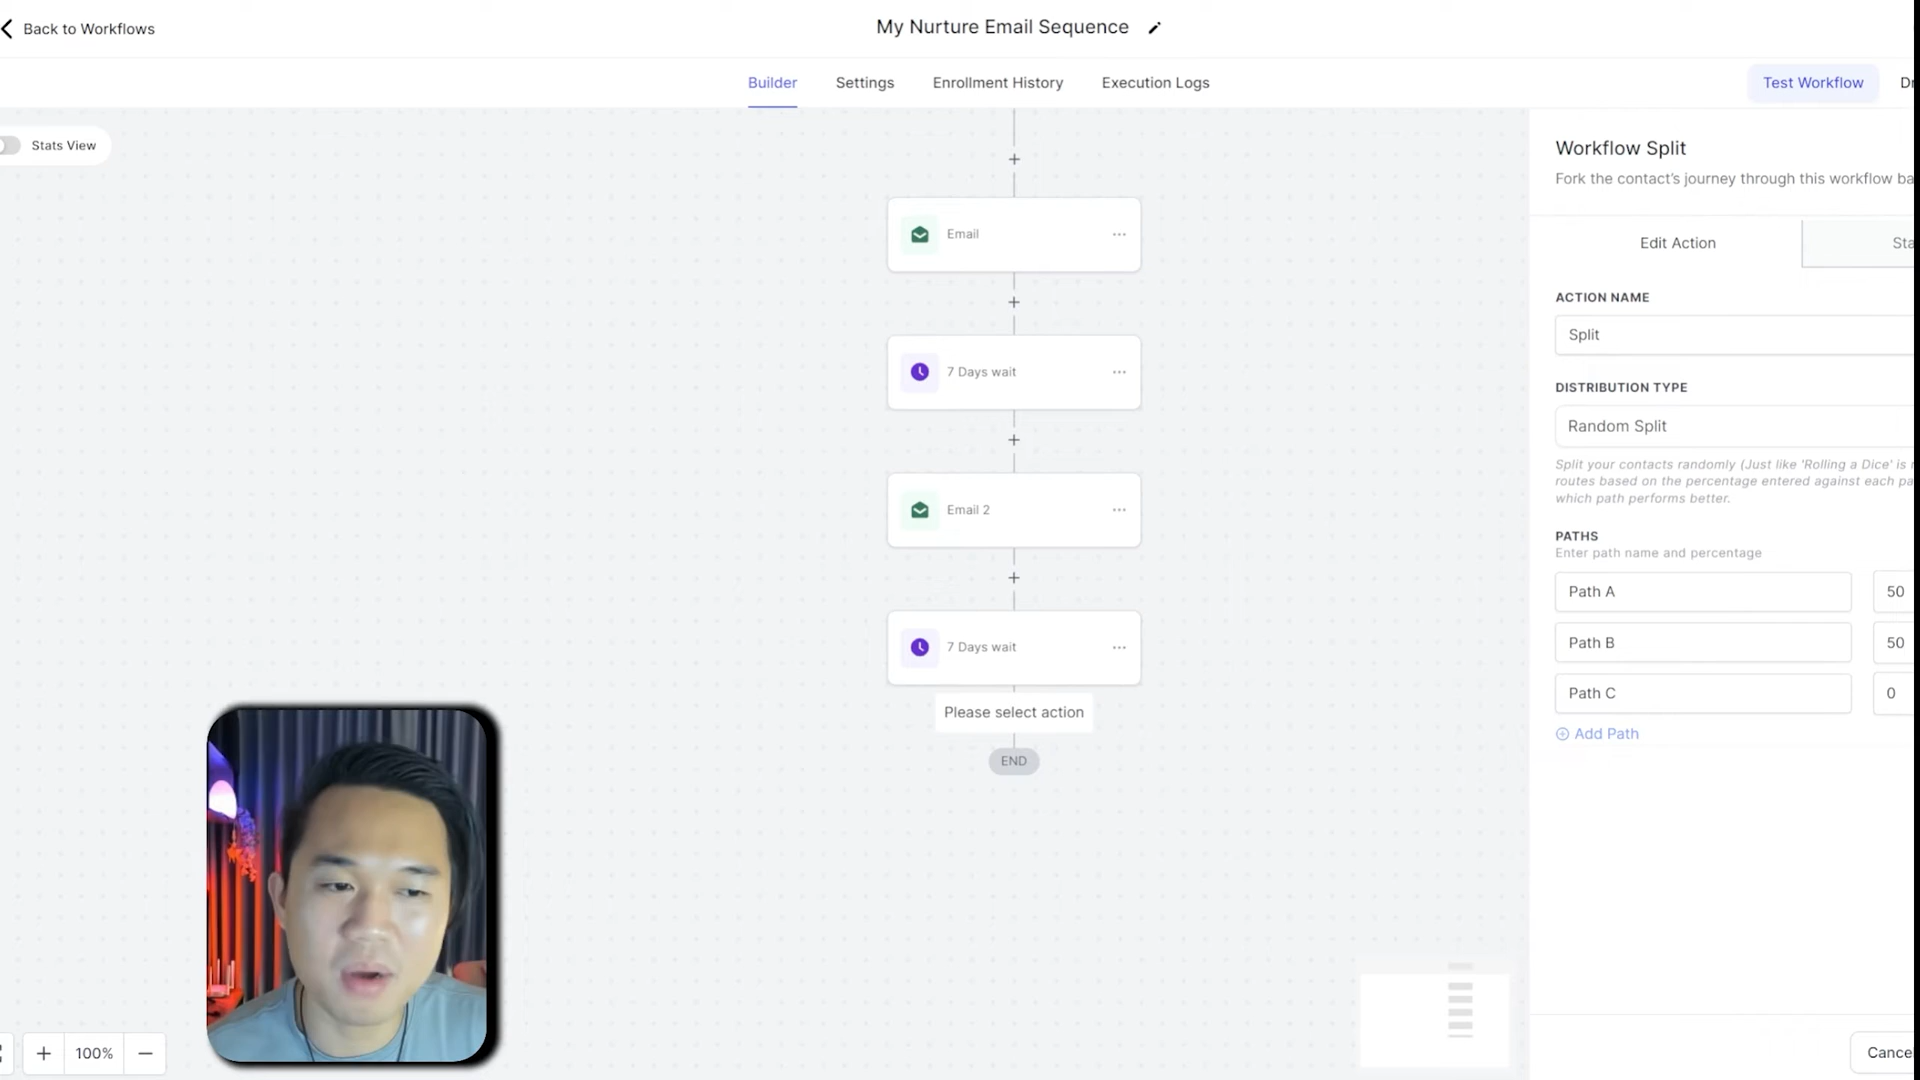 Back to Workflows
My Nurture Email Sequence
Builder
Settings
Enrollment History
Execution Logs
Test Workflow
Stats View
Email
7 Days wait
Email 2
7 Days wait
Please select action
END
100%
Workflow Split
Fork the contact's journey through this workflow
Edit Action
ACTION NAME
Split
DISTRIBUTION TYPE
Random Split
Split your contacts randomly (Just like 'Rolling a Dice' is
routes based on the percentage entered against each
which path performs better.
PATHS
Enter path name and percentage
Path A
50
Path B
50
Path C
0
Add Path